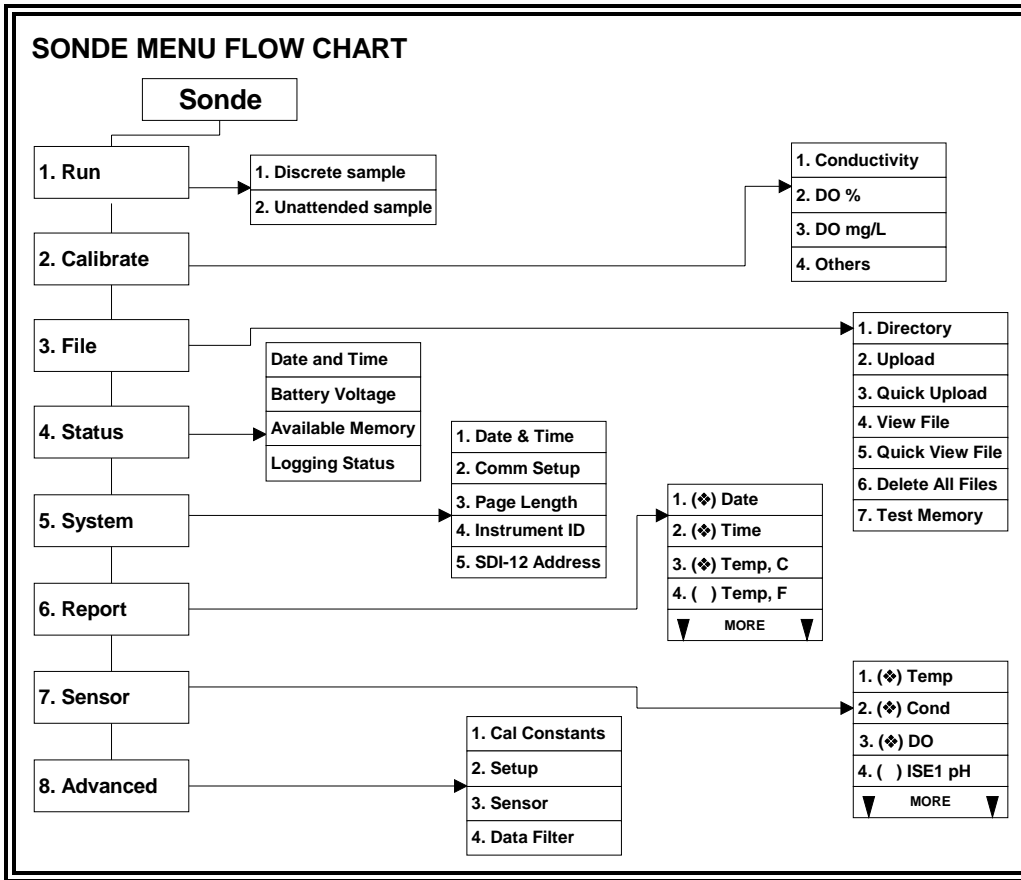 SONDE MENU FLOW CHART
Sonde
1. Run
1. Discrete sample
2. Unattended sample
2. Calibrate
1. Conductivity
2. DO %
3. DO mg/L
4. Others
3. File
1. Directory
2. Upload
3. Quick Upload
4. View File
5. Quick View File
6. Delete All Files
7. Test Memory
4. Status
Date and Time
Battery Voltage
Available Memory
Logging Status
5. System
1. Date & Time
2. Comm Setup
3. Page Length
4. Instrument ID
5. SDI-12 Address
6. Report
1. (❖) Date
2. (❖) Time
3. (❖) Temp, C
4. ( ) Temp, F
MORE
7. Sensor
1. (❖) Temp
2. (❖) Cond
3. (❖) DO
4. ( ) ISE1 pH
MORE
8. Advanced
1. Cal Constants
2. Setup
3. Sensor
4. Data Filter